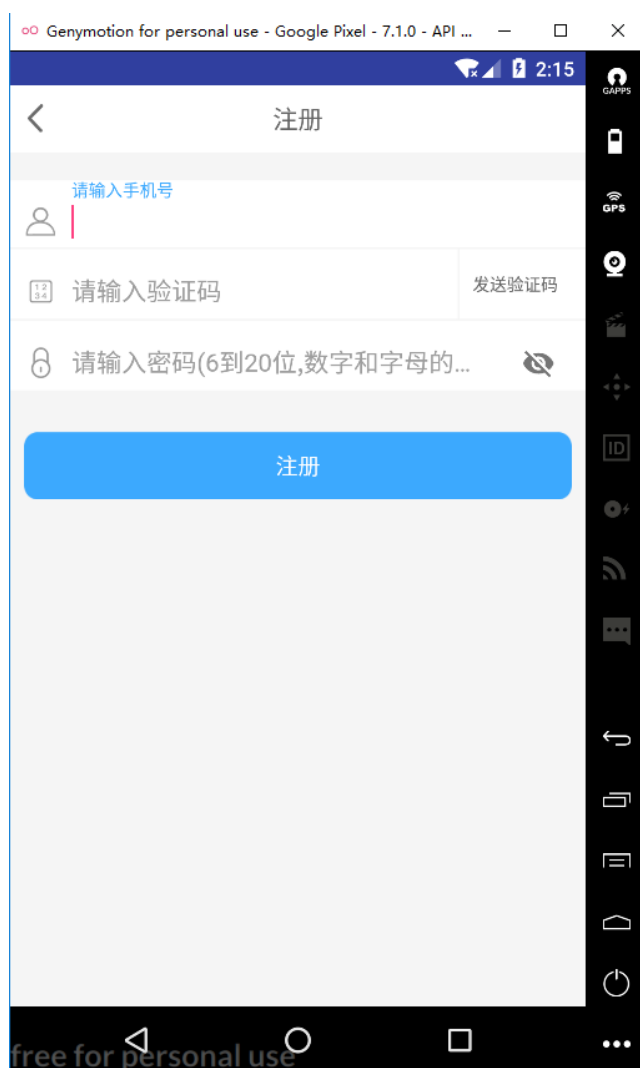 Genymotion for personal use - Google Pixel - 7.1.0 - API ...
2:15
GAPPS
注册
GPS
请输入手机号
12
34
请输入验证码
发送验证码
请输入密码(6到20位,数字和字母的...
注册
ID
free for personal use